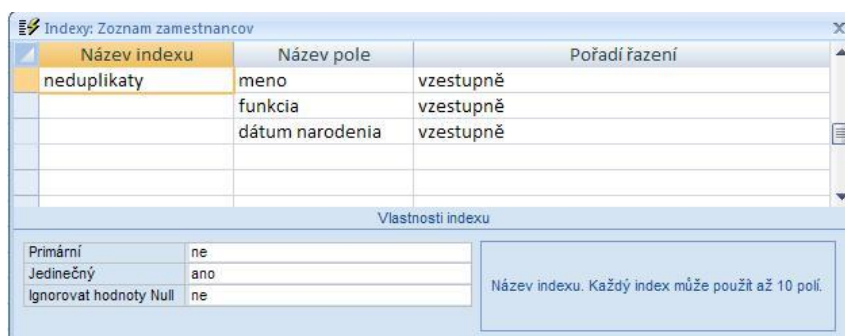 Indexy: Zoznam zamestnancov
Název indexu Název pole Pořadí řazení
neduplikaty meno vzestupně
funkcia vzestupně
dátum narodenia vzestupně
Vlastnosti indexu
Primární ne
Jedinečný ano
Ignorovat hodnoty Null ne
Název indexu. Každý index může použít až 10 polí.